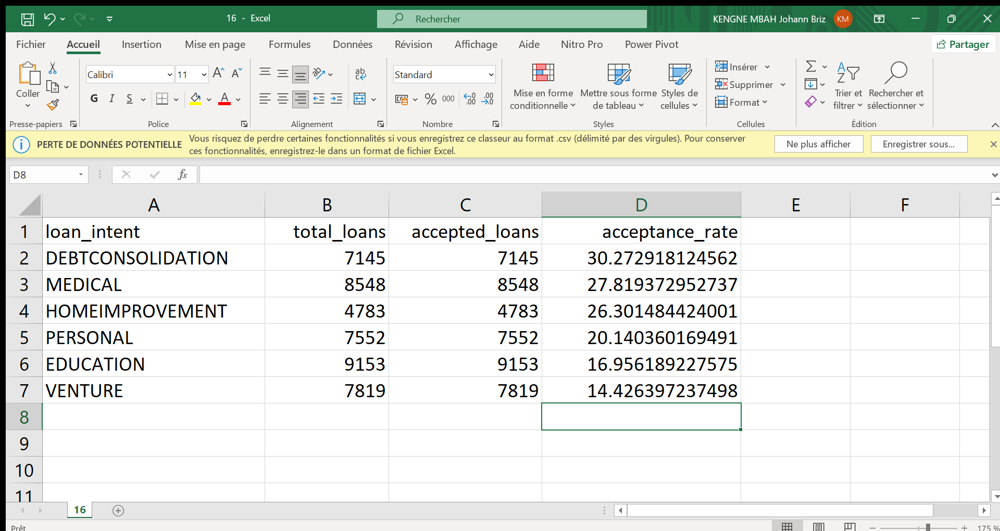 16 - Excel
Rechercher
KENGNE MBAH Johann Briz
KM
Fichier Accueil Insertion Mise en page Formules Données Révision Affichage Aide Nitro Pro Power Pivot
Partager
Coller
Presse-papiers
Calibri 11
G I S
Police
ab
c
Alignement
Standard
% 000 ,00 ,00
Nombre
Mise en forme
conditionnelle
Mettre sous forme
de tableau
Styles de
cellules
Styles
Insérer
Supprimer
Format
Cellules
Trier et
filtrer
Rechercher et
sélectionner
Édition
PERTE DE DONNÉES POTENTIELLE
Vous risquez de perdre certaines fonctionnalités si vous enregistrez ce classeur au format .csv (délimité par des virgules). Pour conserver
ces fonctionnalités, enregistrez-le dans un format de fichier Excel.
Ne plus afficher
Enregistrer sous...
D8
fx
A B C D E F
1 loan_intent total_loans accepted_loans acceptance_rate
2 DEBTCONSOLIDATION 7145 7145 30.272918124562
3 MEDICAL 8548 8548 27.819372952737
4 HOMEIMPROVEMENT 4783 4783 26.301484424001
5 PERSONAL 7552 7552 20.140360169491
6 EDUCATION 9153 9153 16.956189227575
7 VENTURE 7819 7819 14.426397237498
8
9
10
11
16
Prêt
175 %